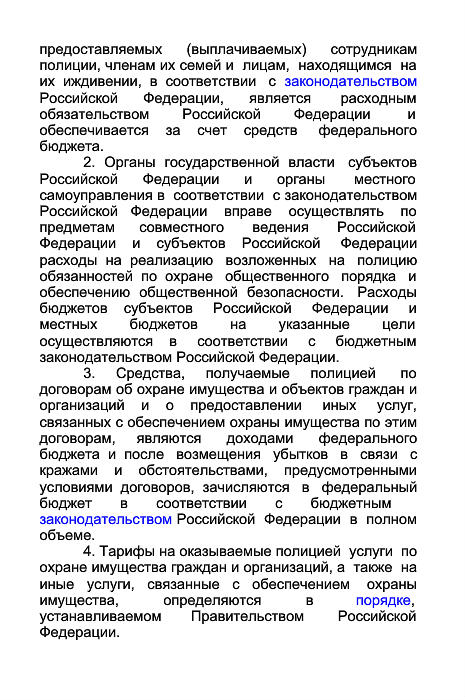 предоставляемых (выплачиваемых) сотрудникам
полиции, членам их семей и лицам, находящимся на
их иждивении, в соответствии с законодательством
Российской Федерации, является расходным
обязательством Российской Федерации и
обеспечивается за счет средств федерального
бюджета.
2. Органы государственной власти субъектов
Российской Федерации и органы местного
самоуправления в соответствии с законодательством
Российской Федерации вправе осуществлять по
предметам совместного ведения Российской
Федерации и субъектов Российской Федерации
расходы на реализацию возложенных на полицию
обязанностей по охране общественного порядка и
обеспечению общественной безопасности. Расходы
бюджетов субъектов Российской Федерации и
местных бюджетов на указанные цели
осуществляются в соответствии с бюджетным
законодательством Российской Федерации.
3. Средства, получаемые полицией по
договорам об охране имущества и объектов граждан и
организаций и о предоставлении иных услуг,
связанных с обеспечением охраны имущества по этим
договорам, являются доходами федерального
бюджета и после возмещения убытков в связи с
кражами и обстоятельствами, предусмотренными
условиями договоров, зачисляются в федеральный
бюджет в соответствии с бюджетным
законодательством Российской Федерации в полном
объеме.
4. Тарифы на оказываемые полицией услуги по
охране имущества граждан и организаций, а также на
иные услуги, связанные с обеспечением охраны
имущества, определяются в порядке,
устанавливаемом Правительством Российской
Федерации.